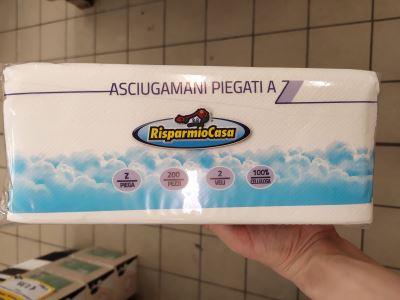 ASCIUGAMANI PIEGATI A Z
RisparmioCasa
Z
PIEGA
200
PEZZI
2
VELI
100%
CELLULOSA